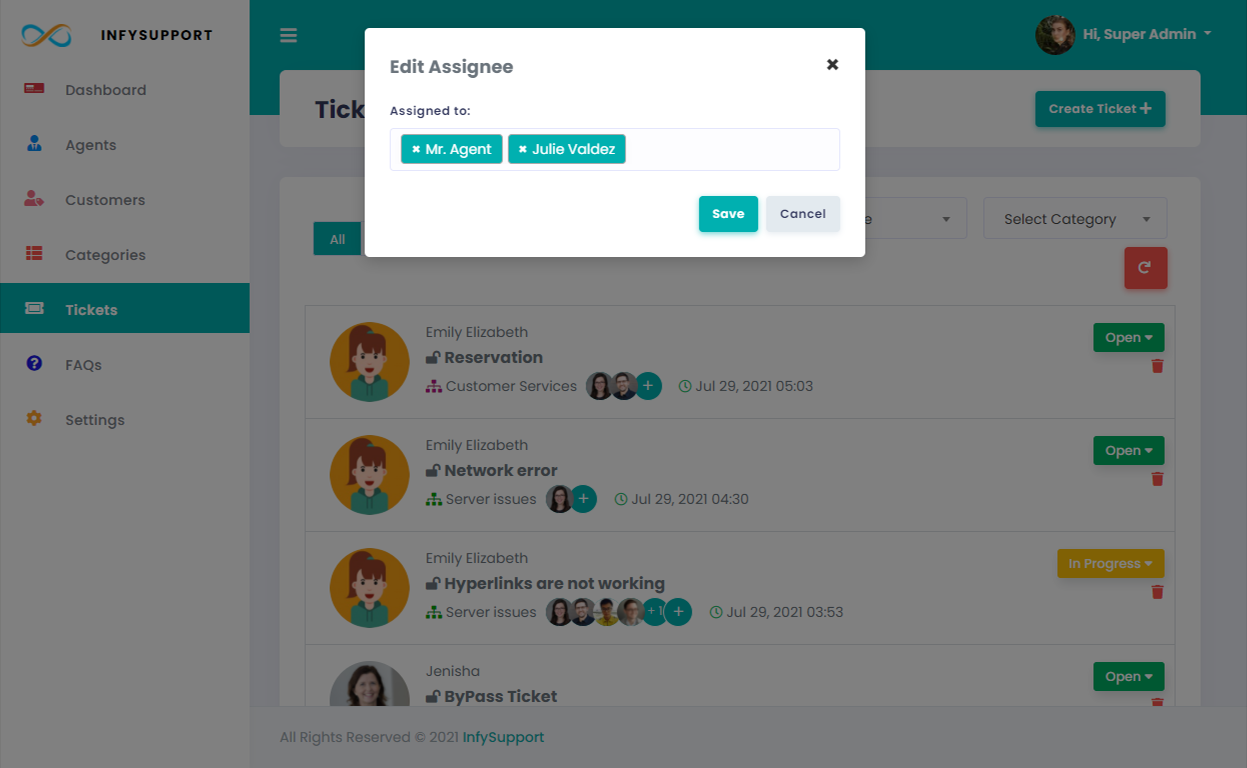 INFYSUPPORT
Dashboard
Agents
Customers
Categories
Tickets
FAQs
Settings
Hi, Super Admin
Edit Assignee
✖
Assigned to:
✖ Mr. Agent ✖ Julie Valdez
Save Cancel
Create Ticket +
All
Select Category
Emily Elizabeth
Reservation
Customer Services + Jul 29, 2021 05:03
Open
Emily Elizabeth
Network error
Server issues + Jul 29, 2021 04:30
Open
Emily Elizabeth
Hyperlinks are not working
Server issues + 1 + Jul 29, 2021 03:53
In Progress
Jenisha
ByPass Ticket
Open
All Rights Reserved © 2021 InfySupport